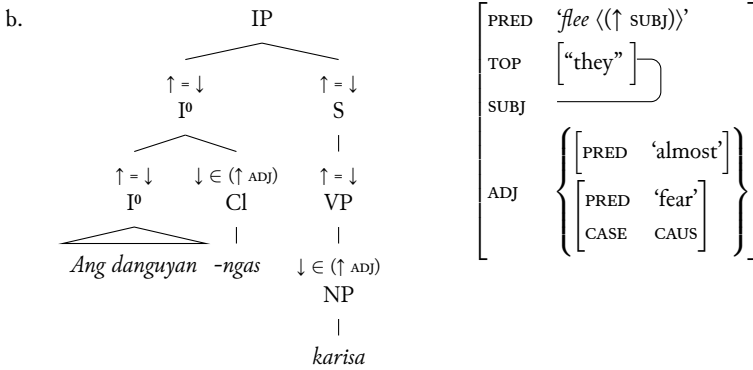 b.
IP
↑ = ↓ ↑ = ↓
I⁰ S
↑ = ↓ ↓ ∈ (↑ ADJ) ↑ = ↓
I⁰ Cl VP
Ang danguyan -ngas ↓ ∈ (↑ ADJ)
NP
karisa
PRED ‘flee ⟨(↑ SUBJ)⟩’
TOP [“they”]
SUBJ
ADJ { [PRED ‘almost’]
[PRED ‘fear’
CASE CAUS] }